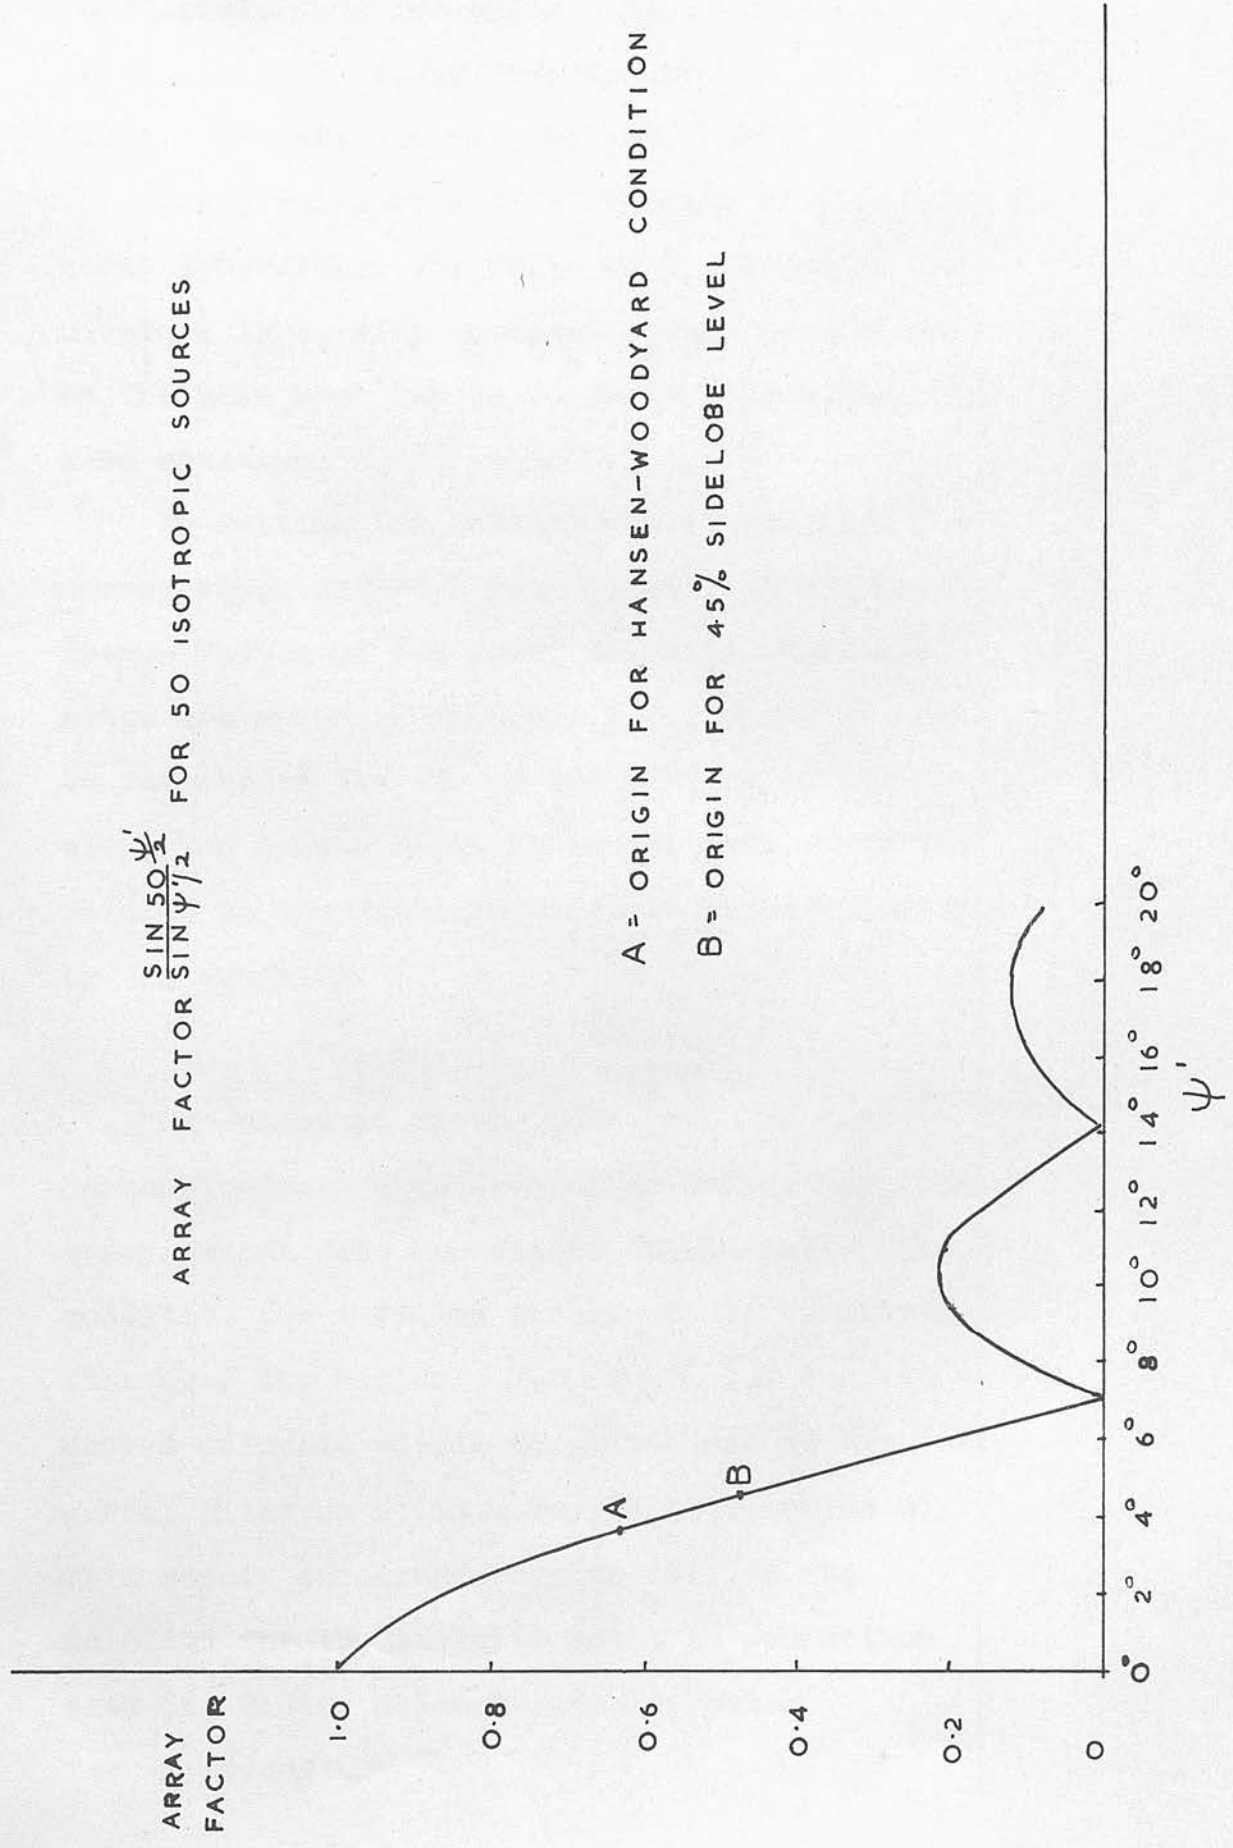 SIN 50 ψ'/2
ARRAY FACTOR SIN ψ'/2 FOR 50 ISOTROPIC SOURCES
ARRAY
FACTOR
A = ORIGIN FOR HANSEN-WOODYARD CONDITION
B = ORIGIN FOR 45% SIDELOBE LEVEL
1·0
0·8
0·6
A
B
0·4
0·2
0
0° 2° 4° 6° 8° 10° 12° 14° 16° 18° 20°
ψ'